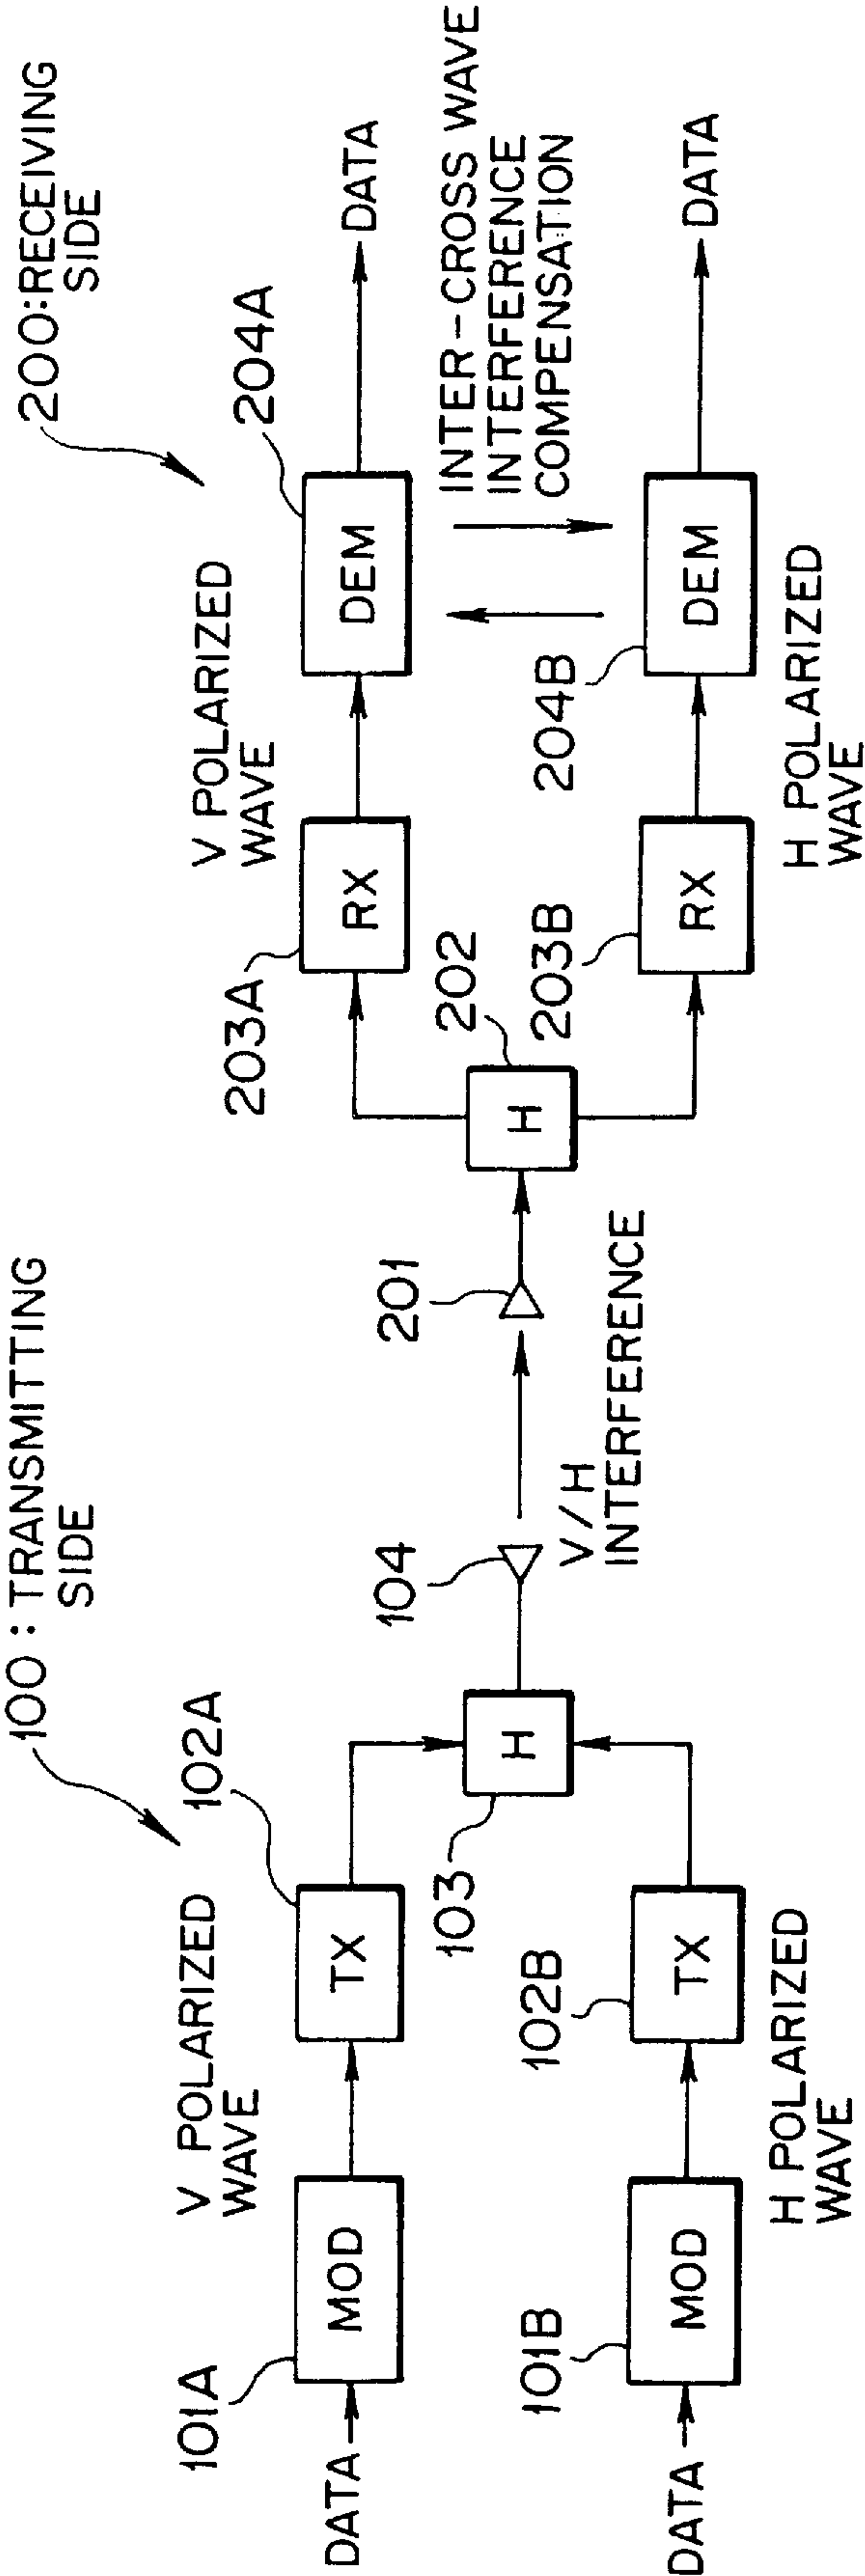 100 : TRANSMITTING
SIDE
V POLARIZED
WAVE
DATA
101A
MOD
102A
TX
103
H
104
101B
MOD
102B
TX
DATA
H POLARIZED
WAVE
V/H
INTERFERENCE
200:RECEIVING
SIDE
V POLARIZED
WAVE
201
202
H
203A
RX
204A
DEM
DATA
INTER-CROSS WAVE
INTERFERENCE
COMPENSATION
203B
RX
204B
DEM
DATA
H POLARIZED
WAVE